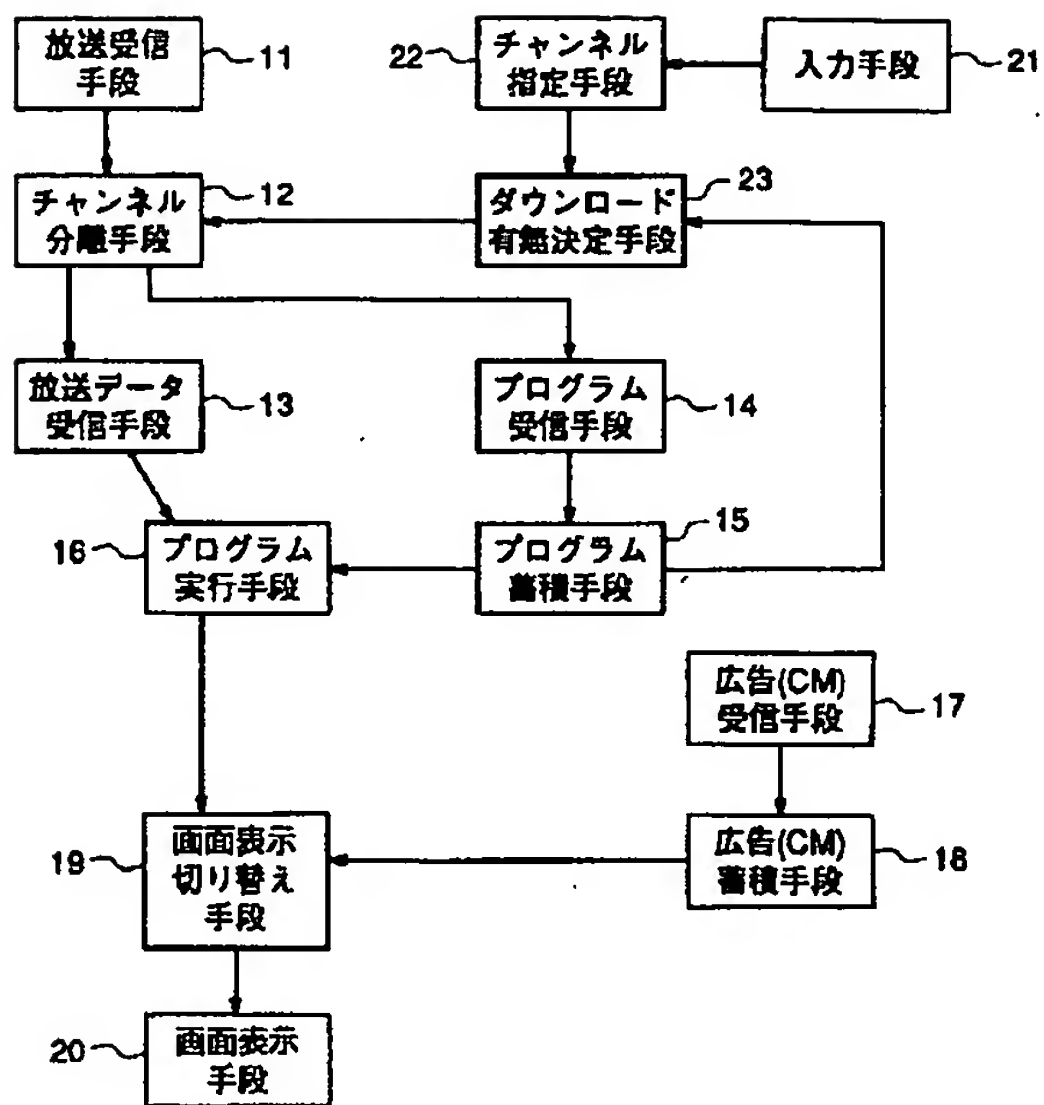 放送受信
手段
11
22
チャンネル
指定手段
入力手段
21
チャンネル
分離手段
12
ダウンロード
有無決定手段
23
放送データ
受信手段
13
プログラム
受信手段
14
16
プログラム
実行手段
プログラム
蓄積手段
15
広告(CM)
受信手段
17
19
画面表示
切り替え
手段
広告(CM)
蓄積手段
18
20
画面表示
手段